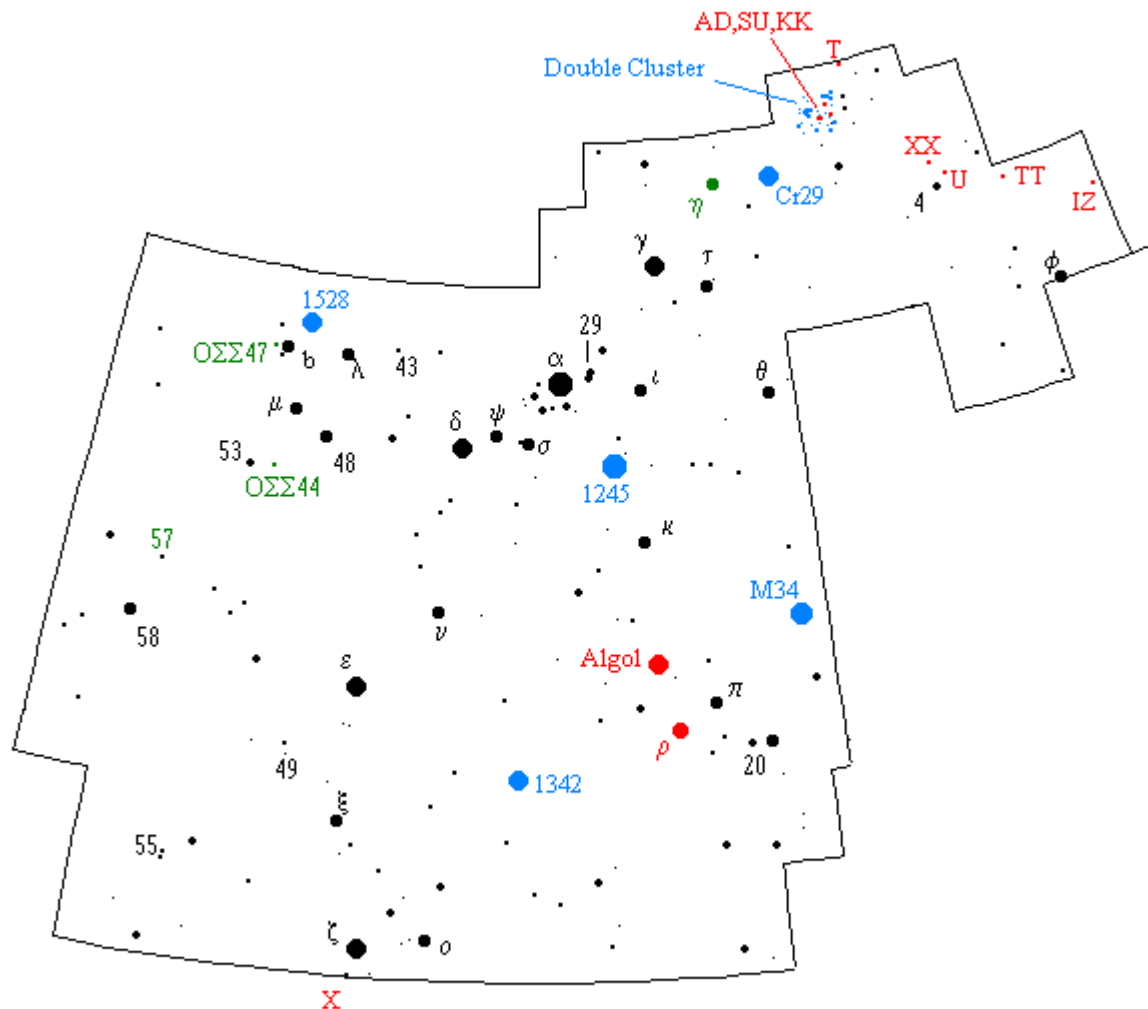 AD,SU,KK
T
Double Cluster
XX
U
TT
IZ
4
Cr29
η
γ
τ
φ
1528
29
ΟΣΣ47
b
λ
43
α
ι
θ
μ
δ
ψ
σ
53
48
ΟΣΣ44
1245
57
κ
M34
58
ν
Algol
ε
π
ρ
20
49
1342
ξ
55
ζ
ο
X